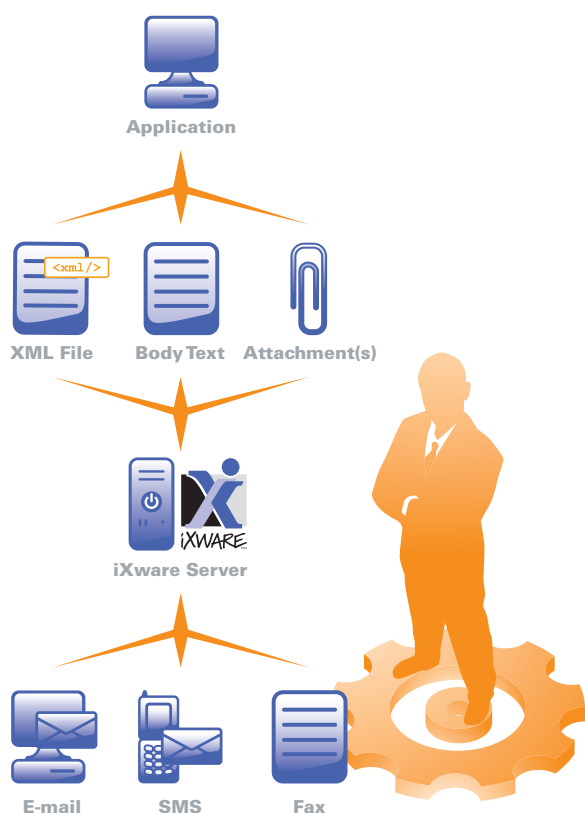 Application
<xml/>
XML File
Body Text
Attachment(s)
iXWARE
iXware Server
E-mail
SMS
Fax